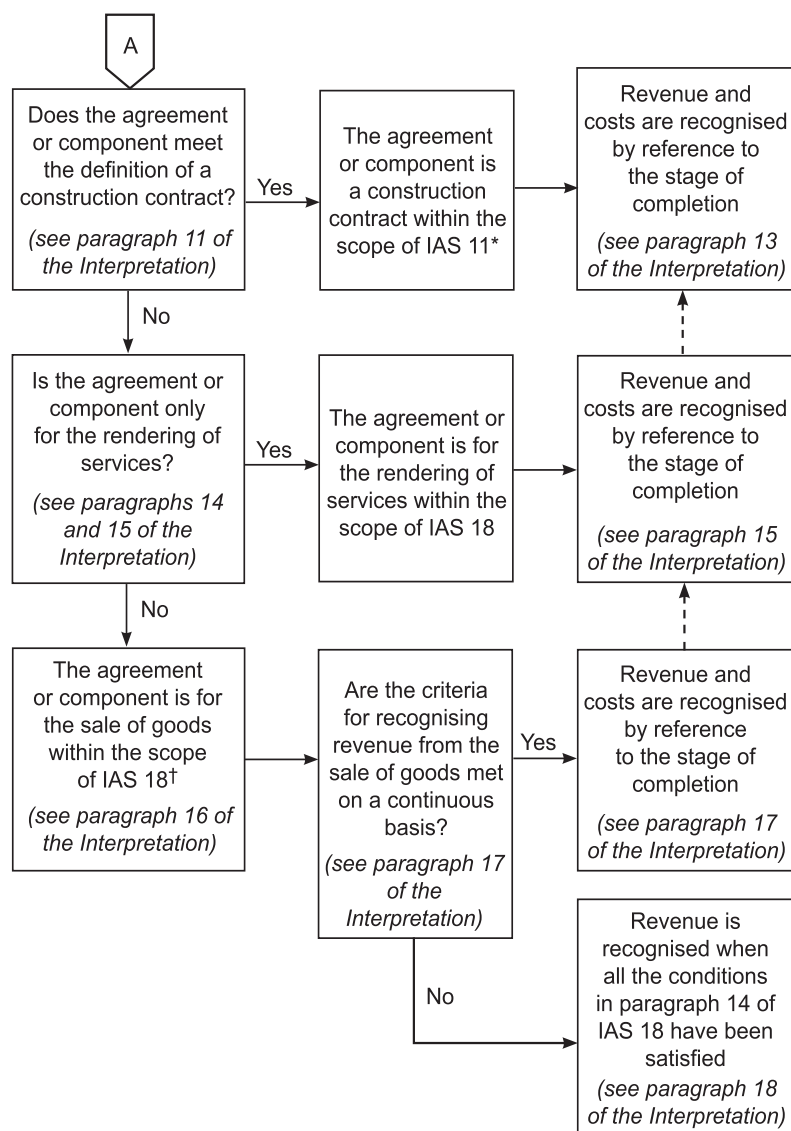 A
Does the agreement
or component meet
the definition of a
construction contract?
(see paragraph 11 of
the Interpretation)
Yes
The agreement
or component is
a construction
contract within the
scope of IAS 11*
Revenue and
costs are recognised
by reference to
the stage of
completion
(see paragraph 13
of the Interpretation)
No
Is the agreement or
component only
for the rendering of
services?
(see paragraphs 14
and 15 of the
Interpretation)
Yes
The agreement or
component is for
the rendering of
services within the
scope of IAS 18
Revenue and
costs are recognised
by reference to
the stage of
completion
(see paragraph 15
of the Interpretation)
No
The agreement
or component is for
the sale of goods
within the scope
of IAS 18†
(see paragraph 16 of
the Interpretation)
Are the criteria
for recognising
revenue from the
sale of goods met
on a continuous
basis?
(see paragraph 17
of the
Interpretation)
Yes
Revenue and
costs are recognised
by reference
to the stage of
completion
(see paragraph 17
of the Interpretation)
No
Revenue is
recognised when
all the conditions
in paragraph 14 of
IAS 18 have been
satisfied
(see paragraph 18
of the Interpretation)